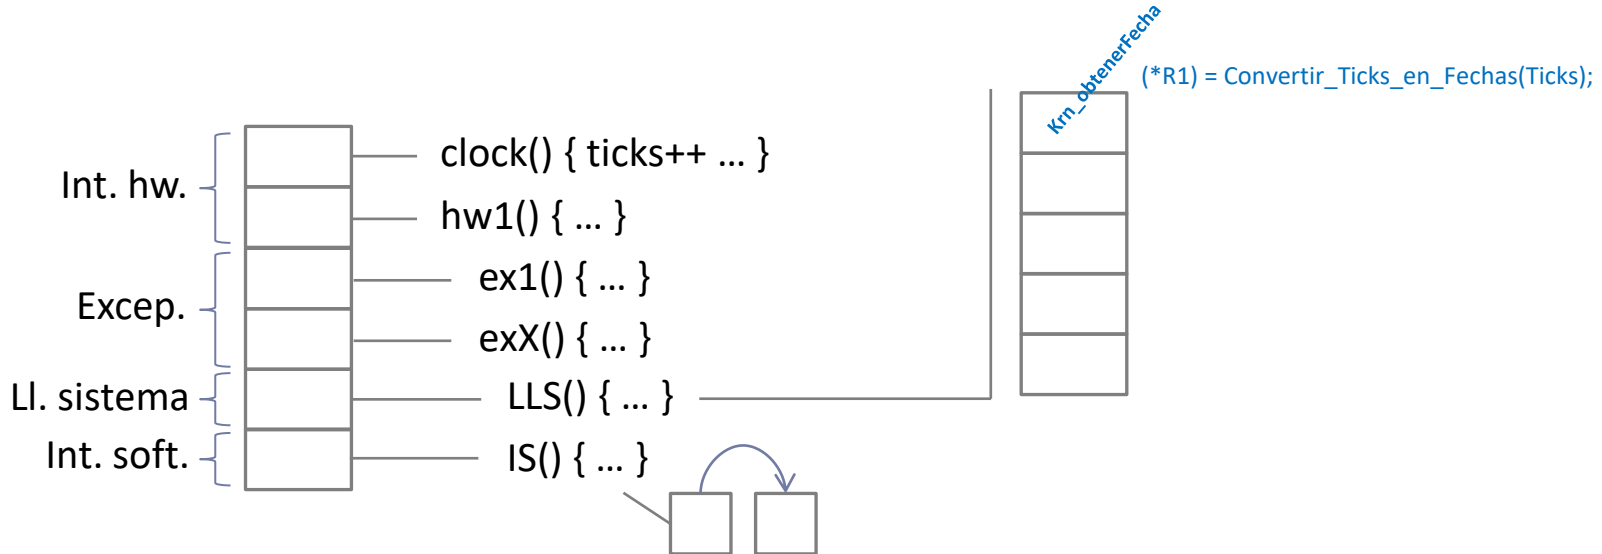 Krn_obtenerFecha
(*R1) = Convertir_Ticks_en_Fechas(Ticks);
Int. hw.
clock() { ticks++ … }
hw1() { … }
Excep.
ex1() { … }
exX() { … }
Ll. sistema
LLS() { … }
Int. soft.
IS() { … }